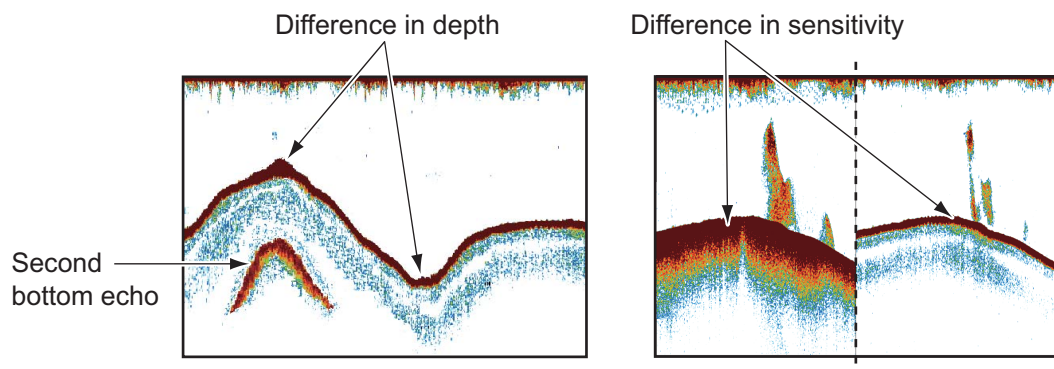 Difference in depth
Difference in sensitivity
Second
bottom echo